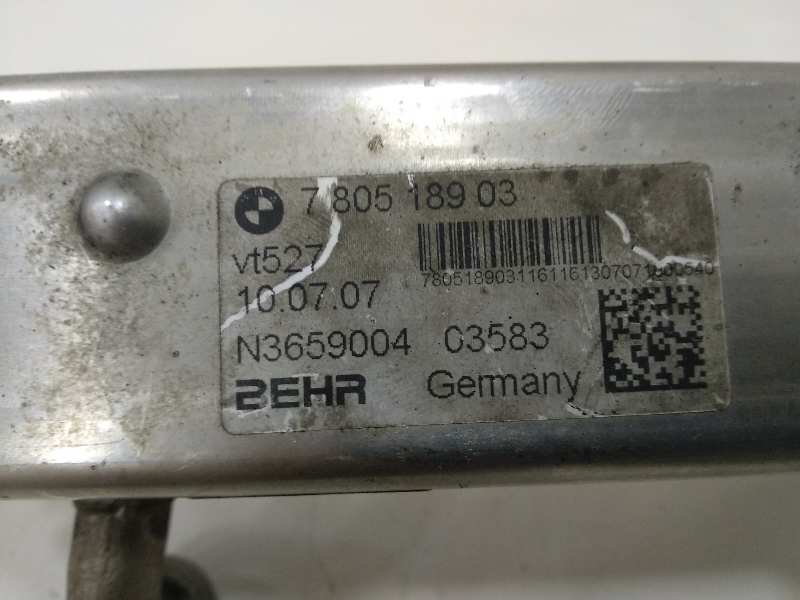 7 805 189 03
vt527
10.07.07
N3659004 03583
BEHR Germany